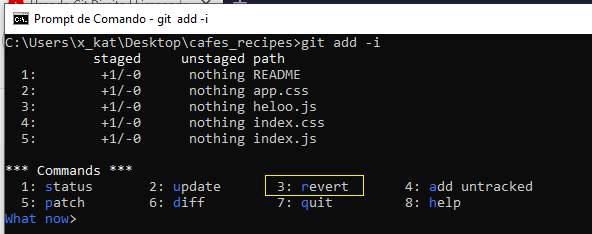 Prompt de Comando - git add -i
C:\Users\x_kat\Desktop\cafes_recipes>git add -i
staged unstaged path
1: +1/-0 nothing README
2: +1/-0 nothing app.css
3: +1/-0 nothing heloo.js
4: +1/-0 nothing index.css
5: +1/-0 nothing index.js
*** Commands ***
1: status 2: update 3: revert 4: add untracked
5: patch 6: diff 7: quit 8: help
What now>